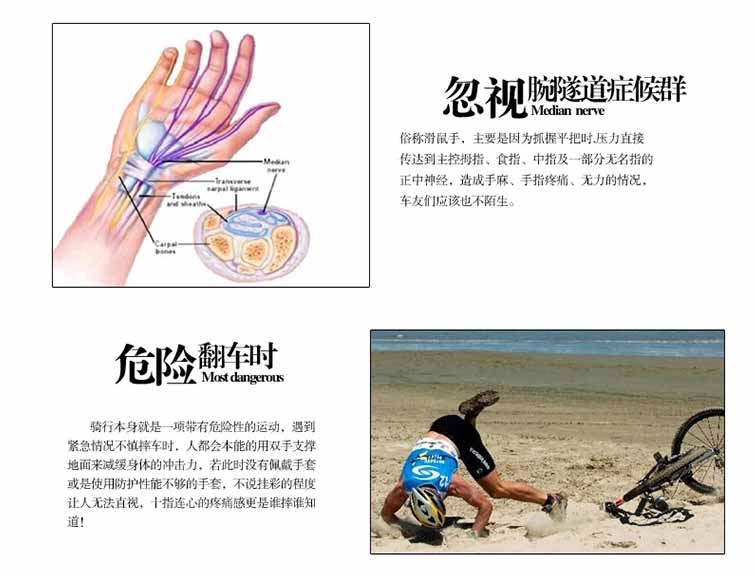 忽视腕隧道症候群
Median nerve
俗称滑鼠手，主要是因为抓握平把时,压力直接
传达到主控拇指、食指、中指及一部分无名指的
正中神经，造成手麻、手指疼痛、无力的情况，
车友们应该也不陌生。
Median
nerve
Transverse
carpal ligament
Tendons
and sheaths
Carpal
bones
危险翻车时
Most dangerous
骑行本身就是一项带有危险性的运动，遇到
紧急情况不慎摔车时，人都会本能的用双手支撑
地面来减缓身体的冲击力，若此时没有佩戴手套
或是使用防护性能不够的手套，不说挂彩的程度
让人无法直视，十指连心的疼痛感更是谁摔谁知
道！
12